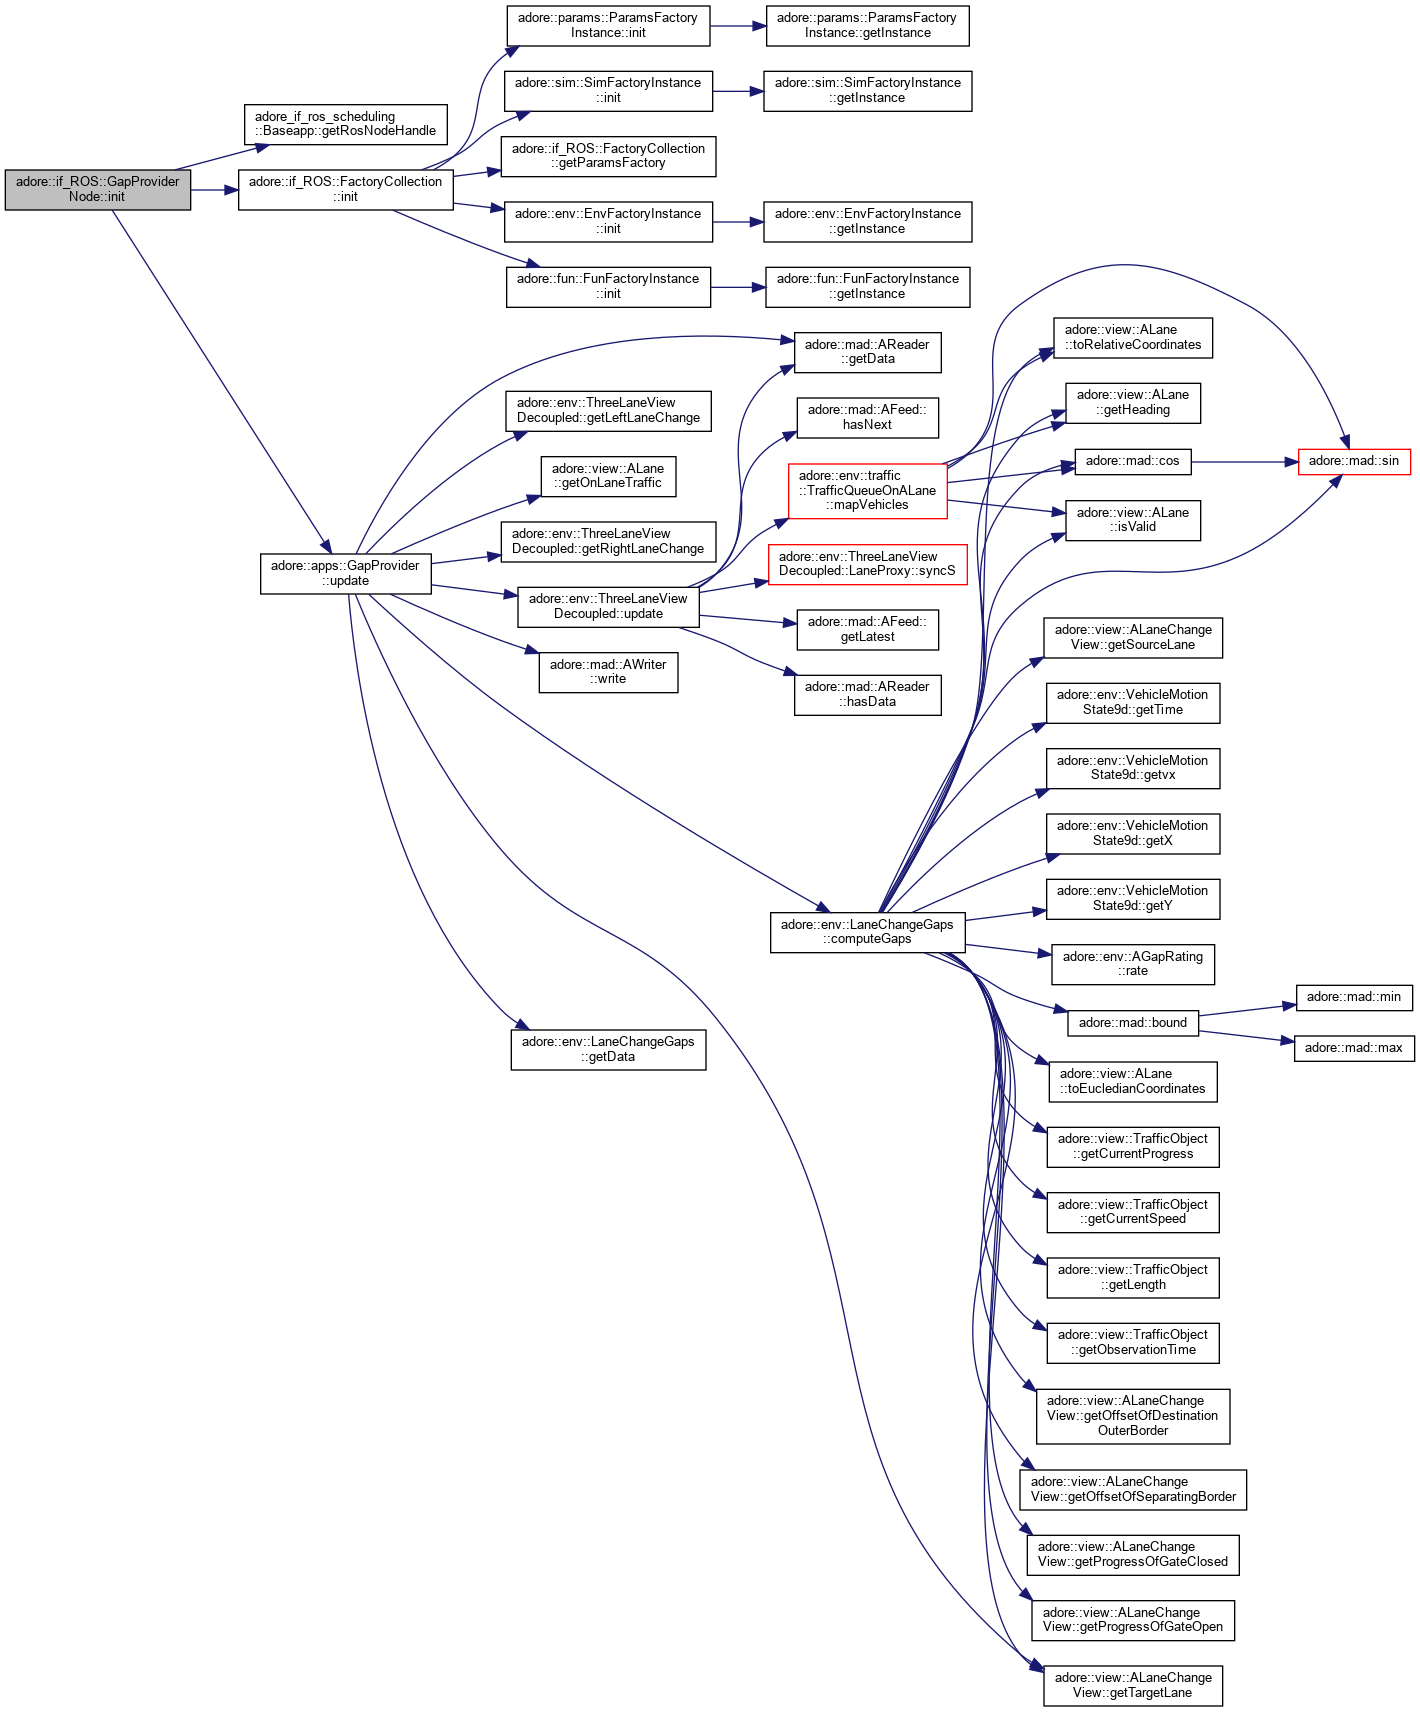 adore::if_ROS::GapProvider
Node::init
adore_if_ros_scheduling
::Baseapp::getRosNodeHandle
adore::if_ROS::FactoryCollection
::init
adore::params::ParamsFactory
Instance::init
adore::params::ParamsFactory
Instance::getInstance
adore::sim::SimFactoryInstance
::init
adore::sim::SimFactoryInstance
::getInstance
adore::if_ROS::FactoryCollection
::getParamsFactory
adore::env::EnvFactoryInstance
::init
adore::env::EnvFactoryInstance
::getInstance
adore::fun::FunFactoryInstance
::init
adore::fun::FunFactoryInstance
::getInstance
adore::apps::GapProvider
::update
adore::mad::AReader
::getData
adore::env::ThreeLaneView
Decoupled::getLeftLaneChange
adore::view::ALane
::getOnLaneTraffic
adore::env::ThreeLaneView
Decoupled::getRightLaneChange
adore::env::ThreeLaneView
Decoupled::update
adore::mad::AWriter
::write
adore::mad::AFeed::
hasNext
adore::env::traffic
::TrafficQueueOnALane
::mapVehicles
adore::env::ThreeLaneView
Decoupled::LaneProxy::syncS
adore::mad::AFeed::
getLatest
adore::mad::AReader
::hasData
adore::env::LaneChangeGaps
::computeGaps
adore::env::LaneChangeGaps
::getData
adore::view::ALane
::toRelativeCoordinates
adore::view::ALane
::getHeading
adore::mad::cos
adore::mad::sin
adore::view::ALane
::isValid
adore::view::ALaneChange
View::getSourceLane
adore::env::VehicleMotion
State9d::getTime
adore::env::VehicleMotion
State9d::getvx
adore::env::VehicleMotion
State9d::getX
adore::env::VehicleMotion
State9d::getY
adore::env::AGapRating
::rate
adore::mad::bound
adore::mad::min
adore::mad::max
adore::view::ALane
::toEucledianCoordinates
adore::view::TrafficObject
::getCurrentProgress
adore::view::TrafficObject
::getCurrentSpeed
adore::view::TrafficObject
::getLength
adore::view::TrafficObject
::getObservationTime
adore::view::ALaneChange
View::getOffsetOfDestination
OuterBorder
adore::view::ALaneChange
View::getOffsetOfSeparatingBorder
adore::view::ALaneChange
View::getProgressOfGateClosed
adore::view::ALaneChange
View::getProgressOfGateOpen
adore::view::ALaneChange
View::getTargetLane